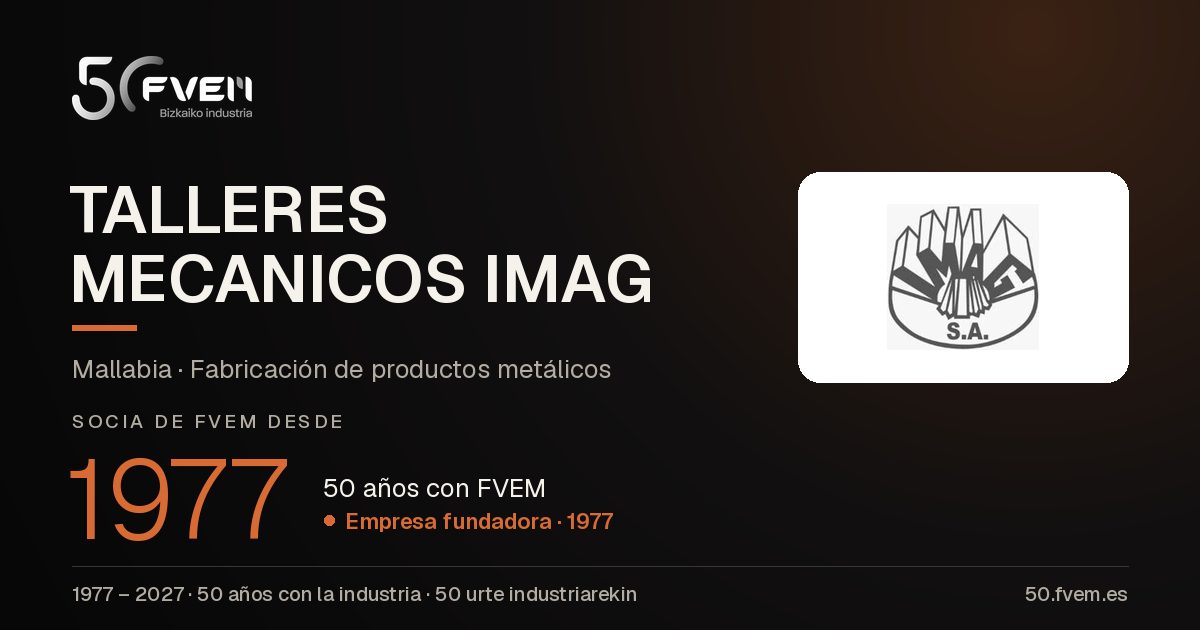 50 FVEM
Bizkaiko industria
TALLERES
MECANICOS IMAG
IMAG
S.A.
Mallabia · Fabricación de productos metálicos
SOCIA DE FVEM DESDE
1977
50 años con FVEM
Empresa fundadora · 1977
1977 – 2027 · 50 años con la industria · 50 urte industriarekin
50.fvem.es